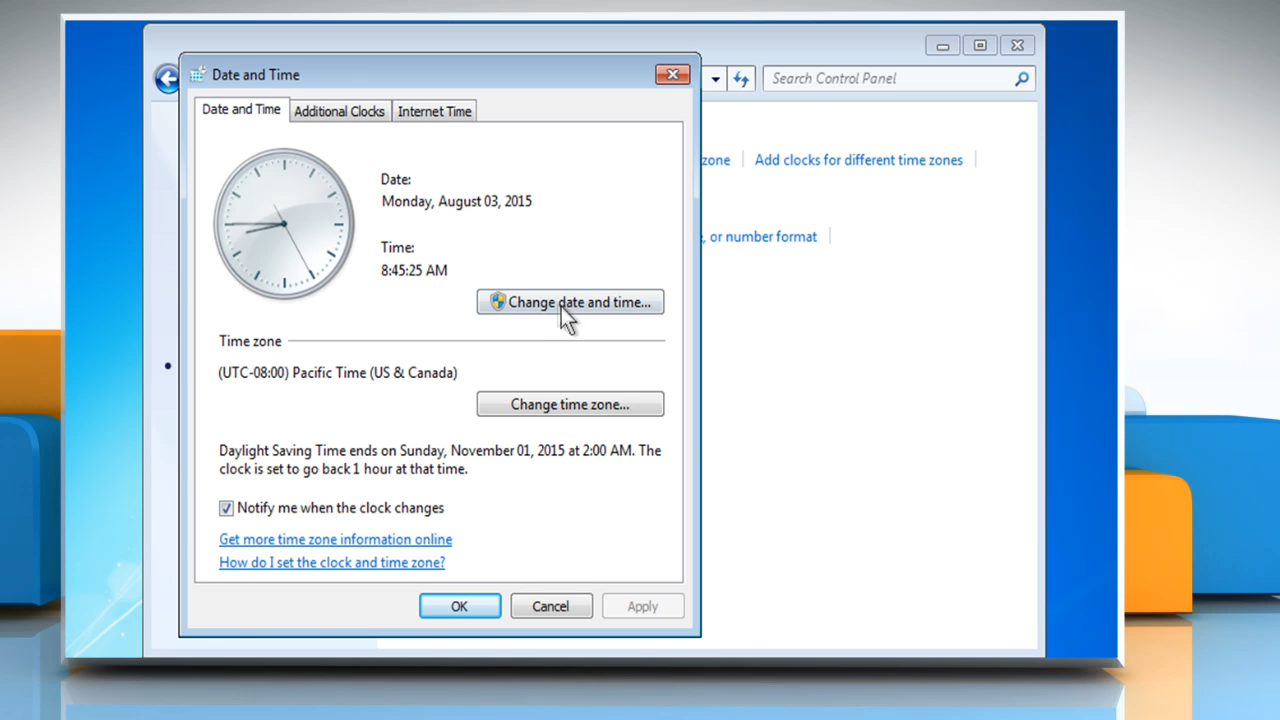 Date and Time
Search Control Panel
Date and Time
Additional Clocks
Internet Time
zone
Add clocks for different time zones
Date:
Monday, August 03, 2015
, or number format
Time:
8:45:25 AM
Change date and time...
Time zone
(UTC-08:00) Pacific Time (US & Canada)
Change time zone...
Daylight Saving Time ends on Sunday, November 01, 2015 at 2:00 AM. The
clock is set to go back 1 hour at that time.
Notify me when the clock changes
Get more time zone information online
How do I set the clock and time zone?
OK
Cancel
Apply